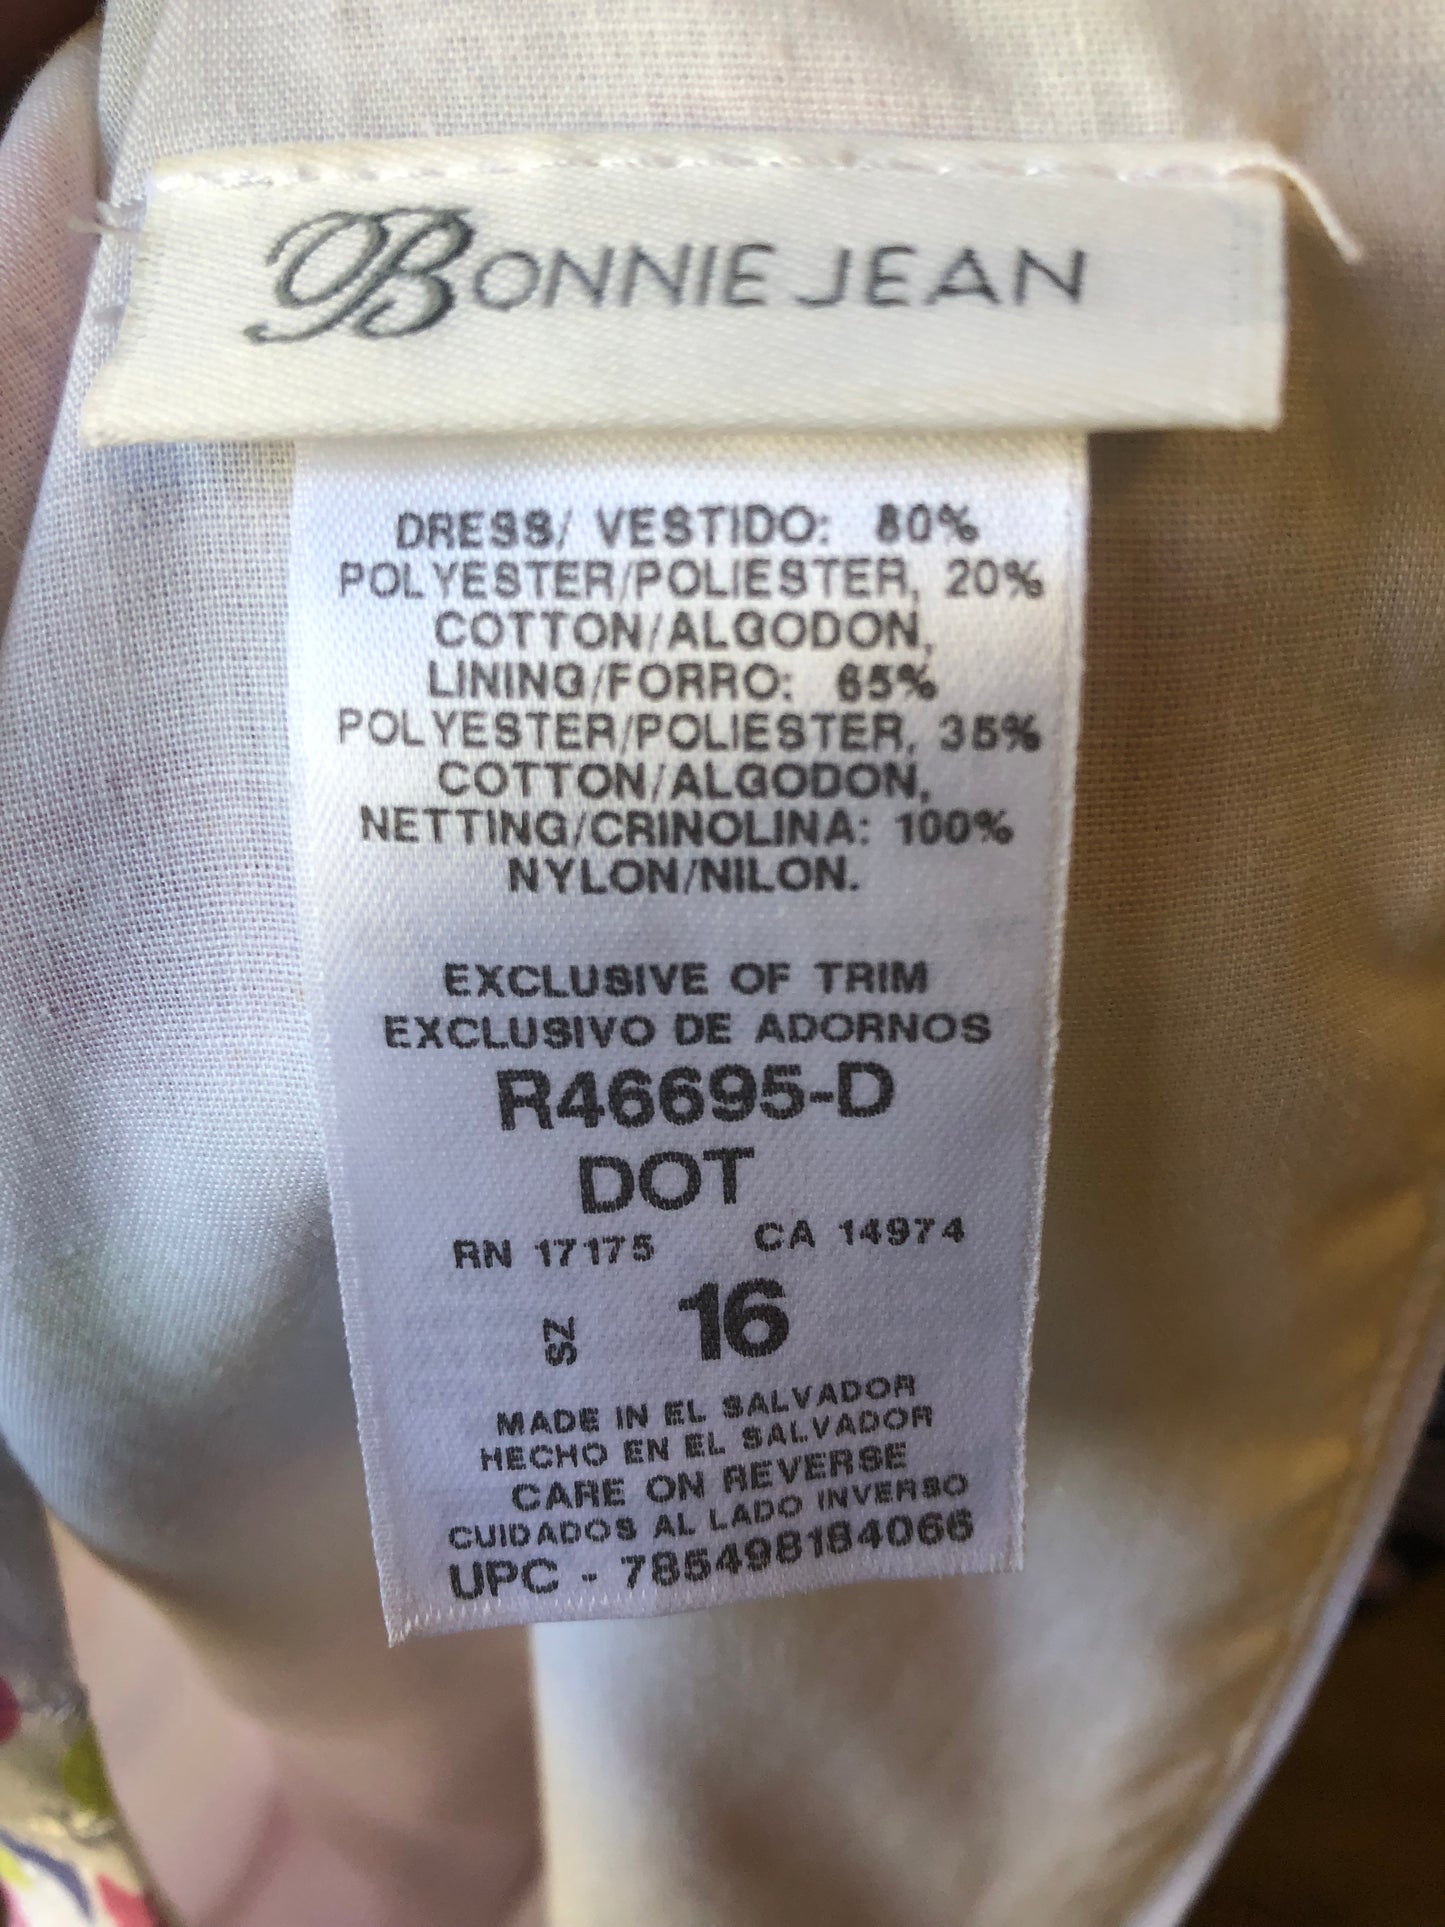 BONNIE JEAN
DRESS/ VESTIDO: 80%
POLYESTER/POLIESTER, 20%
COTTON/ALGODON,
LINING/FORRO: 65%
POLYESTER/POLIESTER, 35%
COTTON/ALGODON,
NETTING/CRINOLINA: 100%
NYLON/NILON.
EXCLUSIVE OF TRIM
EXCLUSIVO DE ADORNOS
R46695-D
DOT
RN 17175 CA 14974
SZ 16
MADE IN EL SALVADOR
HECHO EN EL SALVADOR
CARE ON REVERSE
CUIDADOS AL LADO INVERSO
UPC - 785498184066